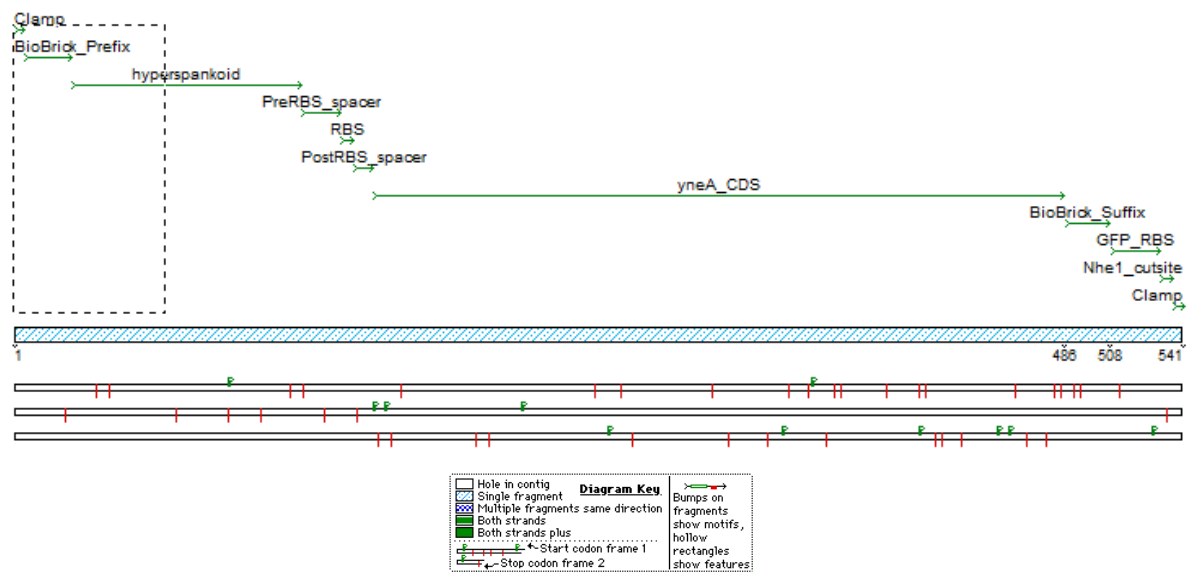 Clamp
BioBrick_Prefix
hyperspankoid
PreRBS_spacer
RBS
PostRBS_spacer
yneA_CDS
BioBrick_Suffix
GFP_RBS
Nhe1_cutsite
Clamp
1 486 508 541
Hole in contig
Diagram Key
Single fragment
Multiple fragments same direction
Both strands
Both strands plus
Start codon frame 1
Stop codon frame 2
Bumps on
fragments
show motifs,
hollow
rectangles
show features